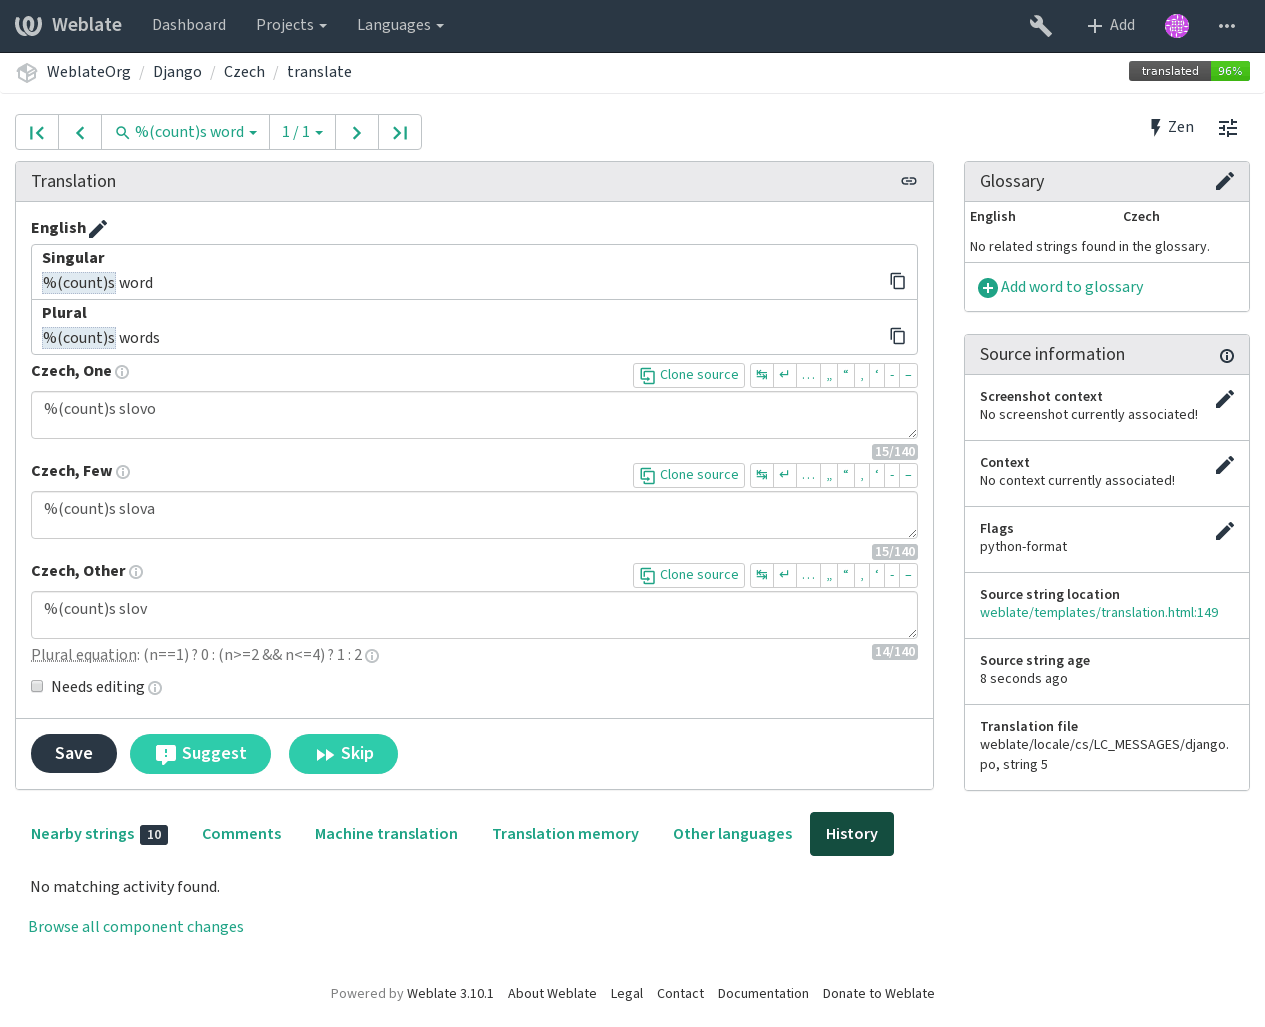 Weblate Dashboard Projects Languages Add
WeblateOrg / Django / Czech / translate translated 96%
%(count)s word 1 / 1 Zen
Translation
English
Singular
%(count)s word
Plural
%(count)s words
Czech, One Clone source ↹ ↵ … „ “ ‚ ‘ - –
%(count)s slovo
15/140
Czech, Few Clone source ↹ ↵ … „ “ ‚ ‘ - –
%(count)s slova
15/140
Czech, Other Clone source ↹ ↵ … „ “ ‚ ‘ - –
%(count)s slov
Plural equation: (n==1) ? 0 : (n>=2 && n<=4) ? 1 : 2 14/140
Needs editing
Save Suggest Skip
Glossary
English Czech
No related strings found in the glossary.
Add word to glossary
Source information
Screenshot context
No screenshot currently associated!
Context
No context currently associated!
Flags
python-format
Source string location
weblate/templates/translation.html:149
Source string age
8 seconds ago
Translation file
weblate/locale/cs/LC_MESSAGES/django.
po, string 5
Nearby strings 10 Comments Machine translation Translation memory Other languages History
No matching activity found.
Browse all component changes
Powered by Weblate 3.10.1 About Weblate Legal Contact Documentation Donate to Weblate